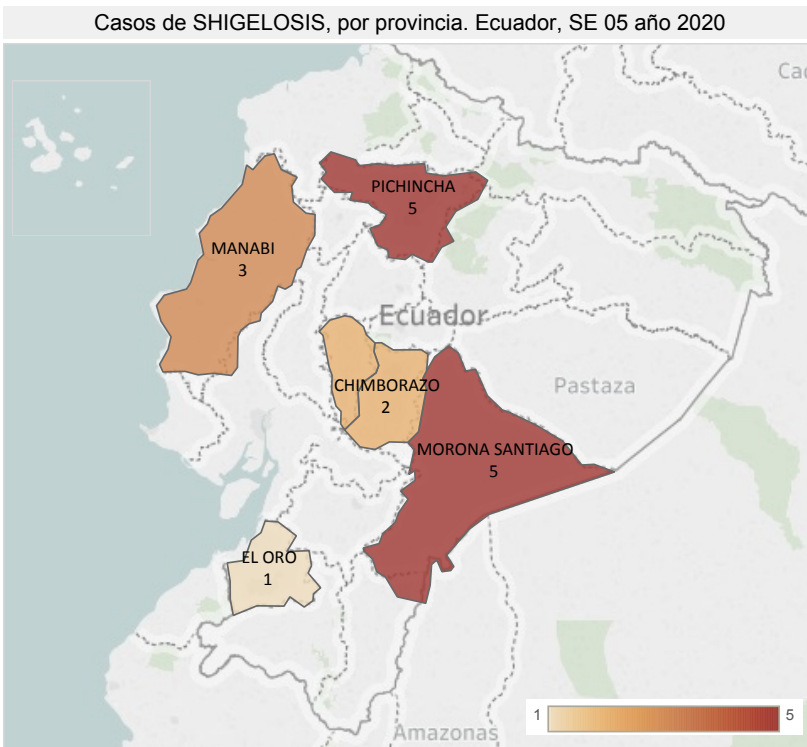 Casos de SHIGELOSIS, por provincia. Ecuador, SE 05 año 2020
PICHINCHA
5
MANABI
3
Ecuador
CHIMBORAZO
2
Pastaza
MORONA SANTIAGO
5
EL ORO
1
1
5
Amazonas